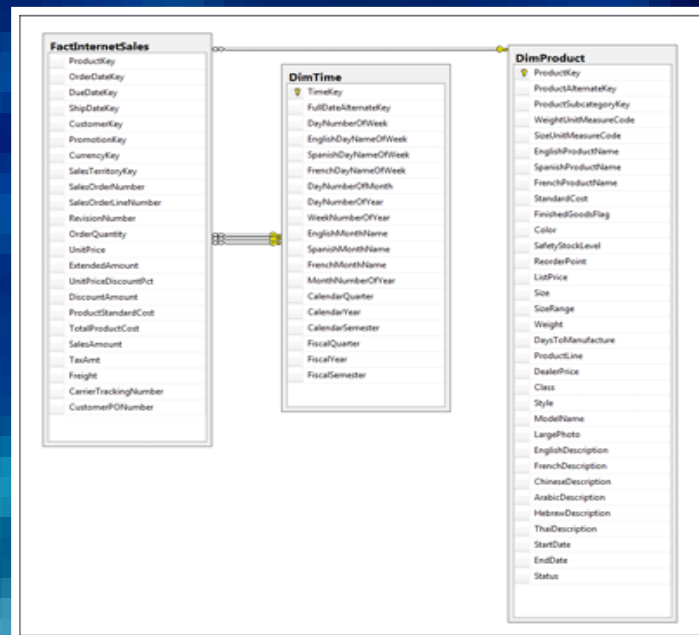 FactInternetSales
ProductKey
OrderDateKey
DueDateKey
ShipDateKey
CustomerKey
PromotionKey
CurrencyKey
SalesTerritoryKey
SalesOrderNumber
SalesOrderLineNumber
RevisionNumber
OrderQuantity
UnitPrice
ExtendedAmount
UnitPriceDiscountPct
DiscountAmount
ProductStandardCost
TotalProductCost
SalesAmount
TaxAmt
Freight
CarrierTrackingNumber
CustomerPONumber
DimTime
TimeKey
FullDateAlternateKey
DayNumberOfWeek
EnglishDayNameOfWeek
SpanishDayNameOfWeek
FrenchDayNameOfWeek
DayNumberOfMonth
DayNumberOfYear
WeekNumberOfYear
EnglishMonthName
SpanishMonthName
FrenchMonthName
MonthNumberOfYear
CalendarQuarter
CalendarYear
CalendarSemester
FiscalQuarter
FiscalYear
FiscalSemester
DimProduct
ProductKey
ProductAlternateKey
ProductSubcategoryKey
WeightUnitMeasureCode
SizeUnitMeasureCode
EnglishProductName
SpanishProductName
FrenchProductName
StandardCost
FinishedGoodsFlag
Color
SafetyStockLevel
ReorderPoint
ListPrice
Size
SizeRange
Weight
DaysToManufacture
ProductLine
DealerPrice
Class
Style
ModelName
LargePhoto
EnglishDescription
FrenchDescription
ChineseDescription
ArabicDescription
HebrewDescription
ThaiDescription
StartDate
EndDate
Status